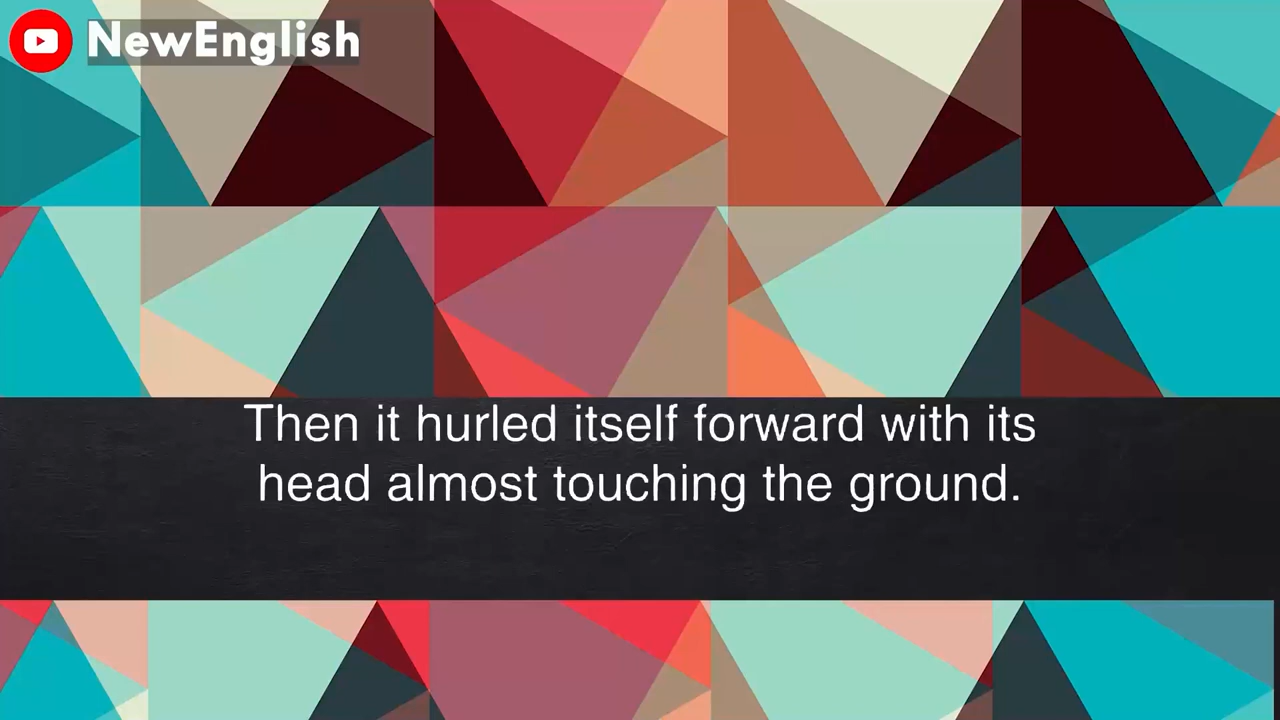 NewEnglish
Then it hurled itself forward with its
head almost touching the ground.